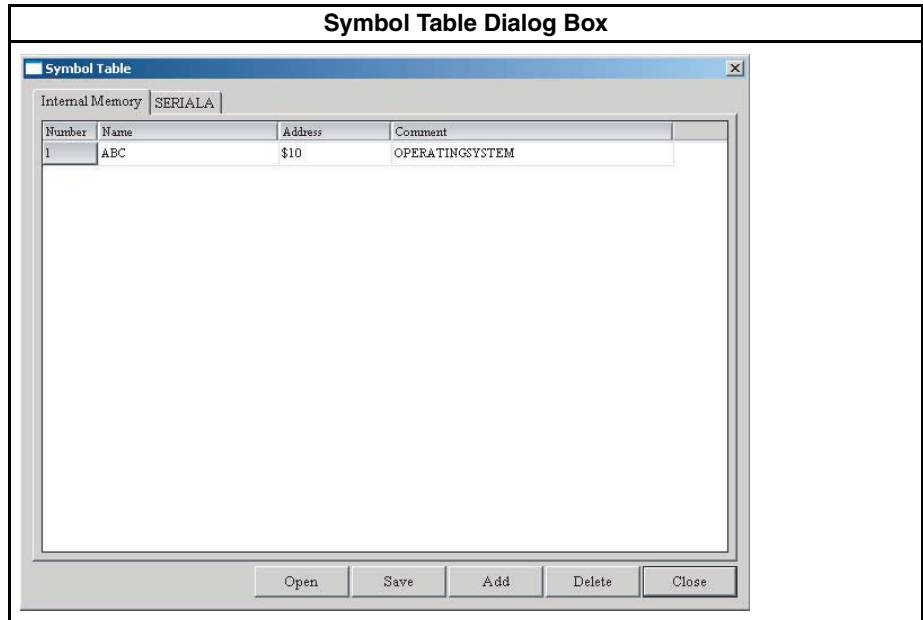 Symbol Table Dialog Box
Symbol Table
Internal Memory SERIALA
Number Name Address Comment
1 ABC $10 OPERATINGSYSTEM
Open Save Add Delete Close